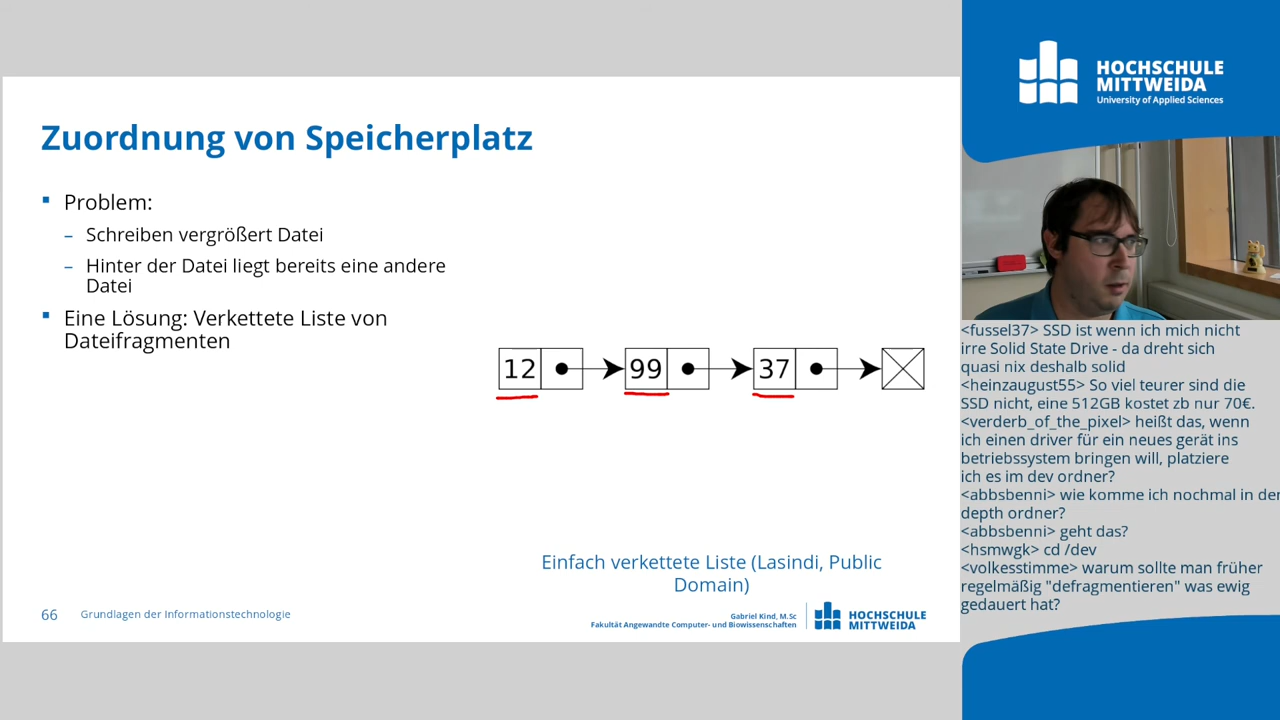 Zuordnung von Speicherplatz
Problem:
– Schreiben vergrößert Datei
– Hinter der Datei liegt bereits eine andere
Datei
Eine Lösung: Verkettete Liste von
Dateifragmenten
12 99 37
Einfach verkettete Liste (Lasindi, Public
Domain)
66 Grundlagen der Informationstechnologie
Gabriel Kind, M.Sc
Fakultät Angewandte Computer- und Biowissenschaften
HOCHSCHULE
MITTWEIDA
HOCHSCHULE
MITTWEIDA
University of Applied Sciences
<fussel37> SSD ist wenn ich mich nicht
irre Solid State Drive - da dreht sich
quasi nix deshalb solid
<heinzaugust55> So viel teurer sind die
SSD nicht, eine 512GB kostet zb nur 70€.
<verderb_of_the_pixel> heißt das, wenn
ich einen driver für ein neues gerät ins
betriebssystem bringen will, platziere
ich es im dev ordner?
<abbsbenni> wie komme ich nochmal in der
depth ordner?
<abbsbenni> geht das?
<hsmwgk> cd /dev
<volkesstimme> warum sollte man früher
regelmäßig "defragmentieren" was ewig
gedauert hat?